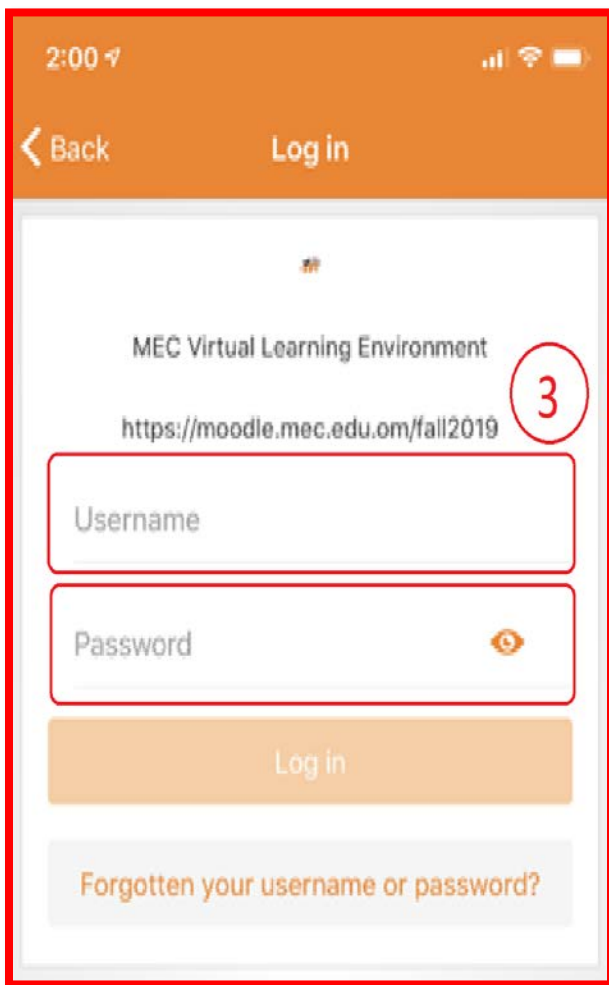 2:00
Back Log in
MEC Virtual Learning Environment
3
https://moodle.mec.edu.om/fall2019
Username
Password
Log in
Forgotten your username or password?